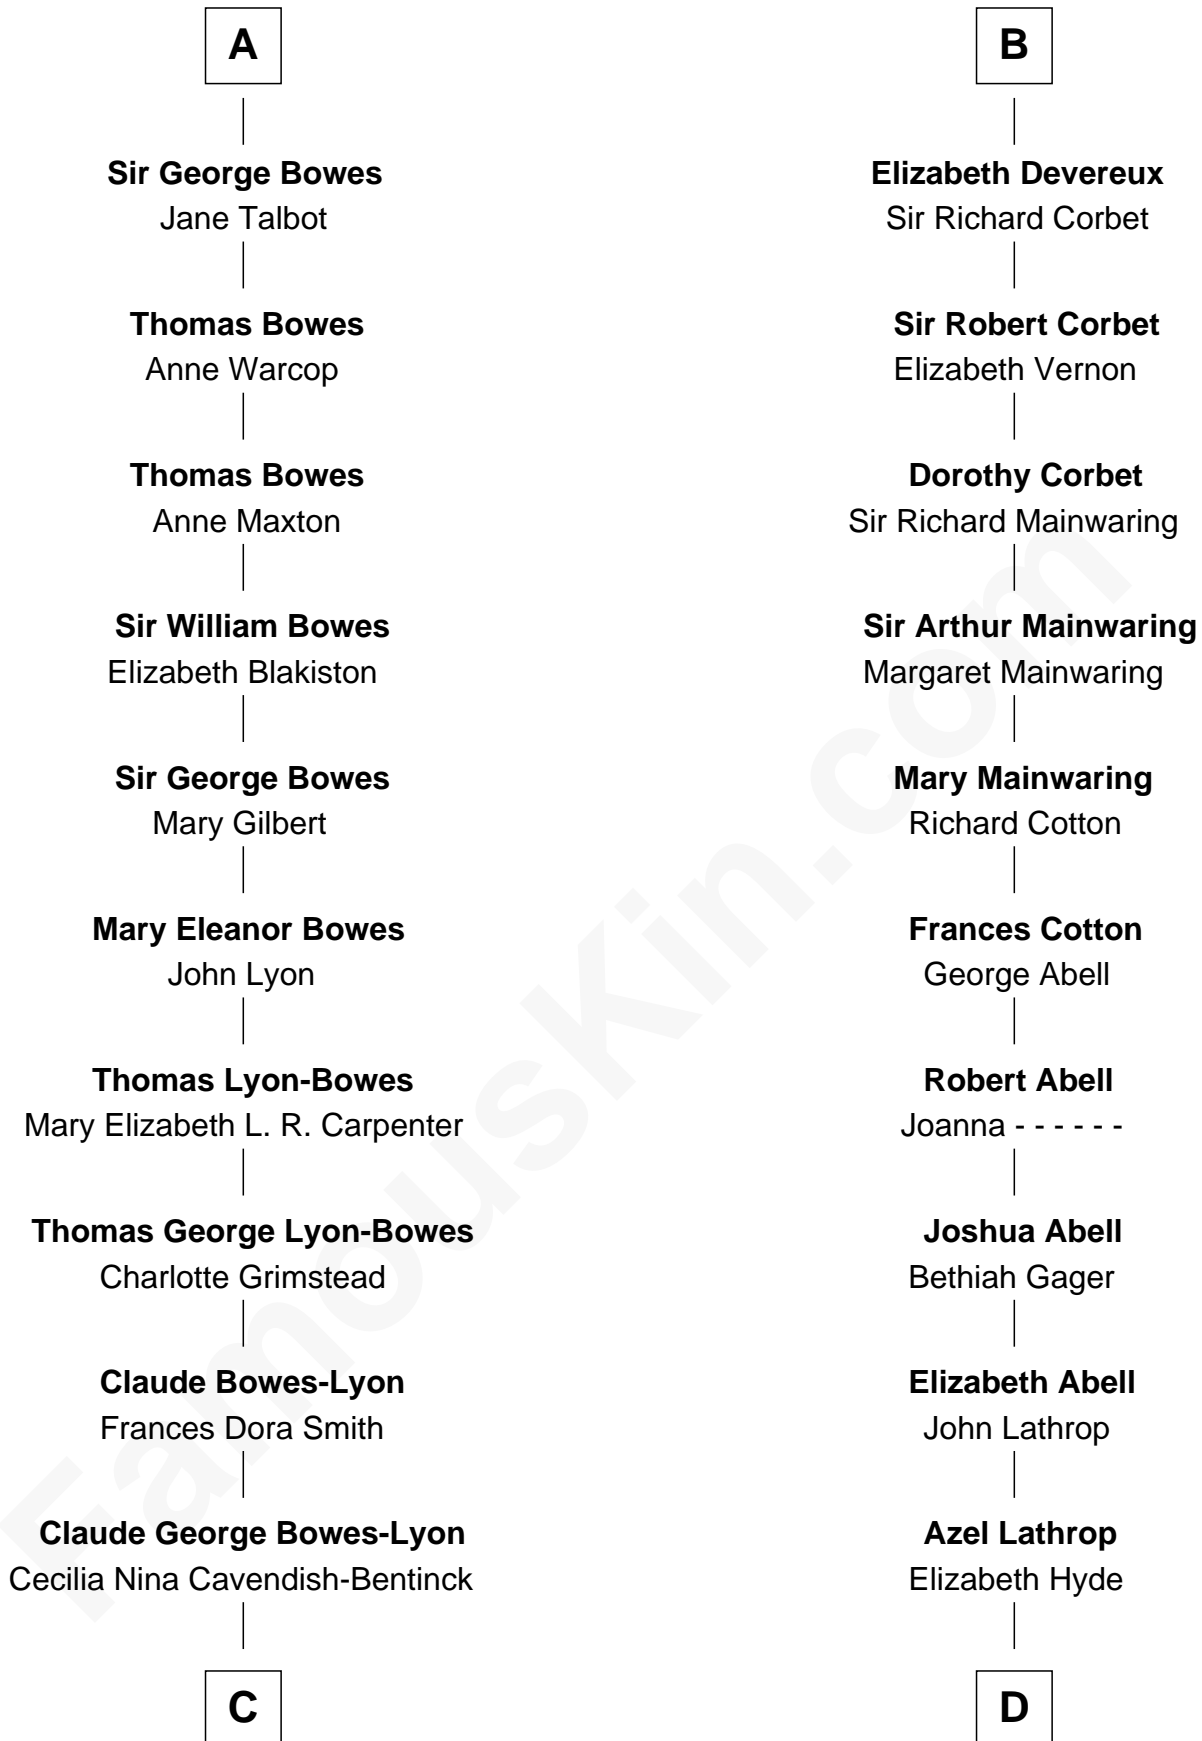 A
Sir George Bowes
Jane Talbot
Thomas Bowes
Anne Warcop
Thomas Bowes
Anne Maxton
Sir William Bowes
Elizabeth Blakiston
Sir George Bowes
Mary Gilbert
Mary Eleanor Bowes
John Lyon
Thomas Lyon-Bowes
Mary Elizabeth L. R. Carpenter
Thomas George Lyon-Bowes
Charlotte Grimstead
Claude Bowes-Lyon
Frances Dora Smith
Claude George Bowes-Lyon
Cecilia Nina Cavendish-Bentinck
C
B
Elizabeth Devereux
Sir Richard Corbet
Sir Robert Corbet
Elizabeth Vernon
Dorothy Corbet
Sir Richard Mainwaring
Sir Arthur Mainwaring
Margaret Mainwaring
Mary Mainwaring
Richard Cotton
Frances Cotton
George Abell
Robert Abell
Joanna - - - - - -
Joshua Abell
Bethiah Gager
Elizabeth Abell
John Lathrop
Azel Lathrop
Elizabeth Hyde
D
FamousKin.com